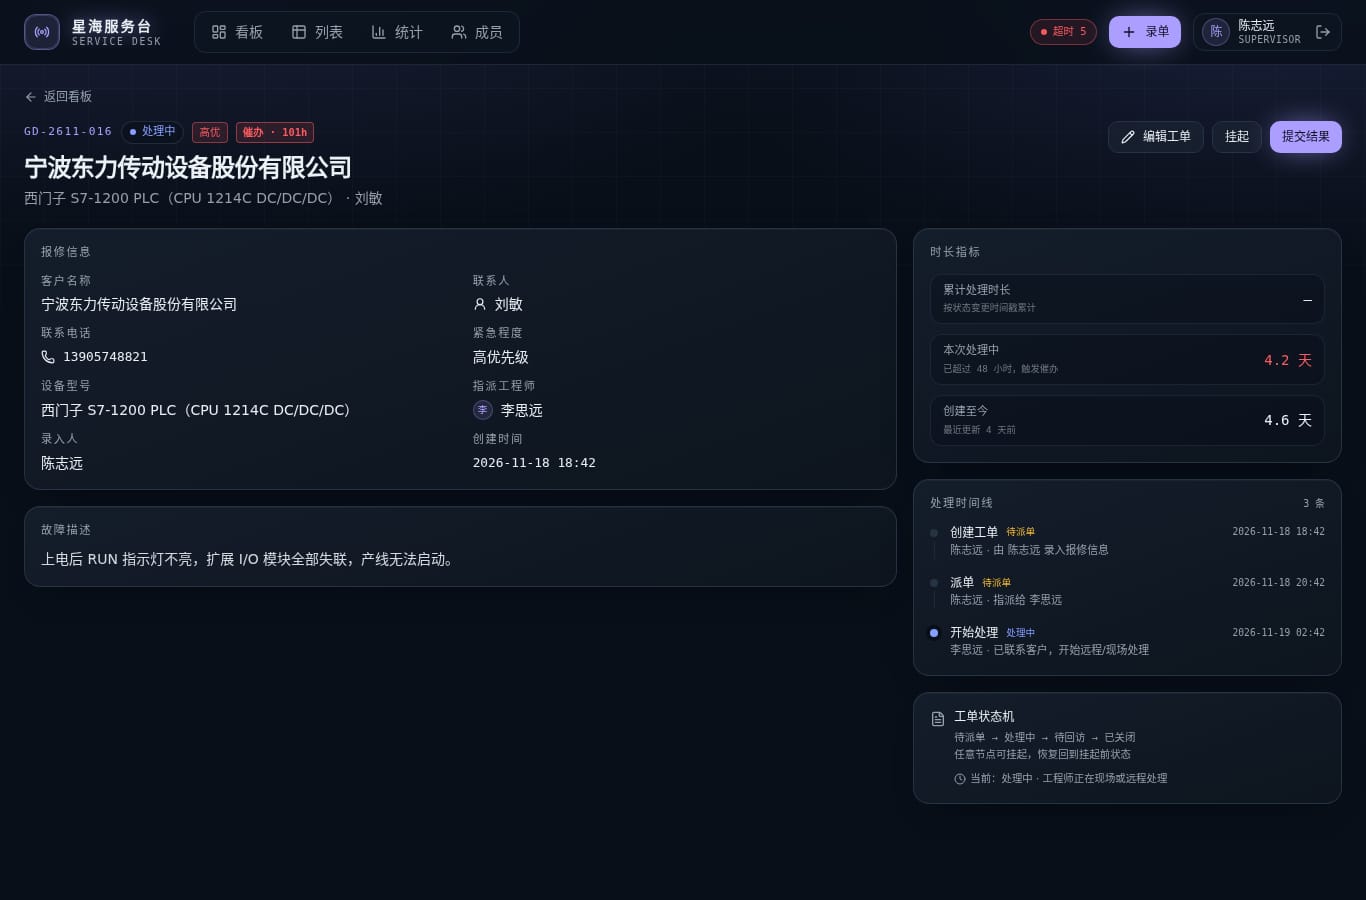 星海服务台
SERVICE DESK
看板
列表
统计
成员
超时 5
录单
陈
陈志远
SUPERVISOR
返回看板
GD-2611-016
处理中
高优
催办 · 101h
编辑工单
挂起
提交结果
宁波东力传动设备股份有限公司
西门子 S7-1200 PLC（CPU 1214C DC/DC/DC） · 刘敏
报修信息
客户名称
宁波东力传动设备股份有限公司
联系人
刘敏
联系电话
13905748821
紧急程度
高优先级
设备型号
西门子 S7-1200 PLC（CPU 1214C DC/DC/DC）
指派工程师
李
李思远
录入人
陈志远
创建时间
2026-11-18 18:42
故障描述
上电后 RUN 指示灯不亮，扩展 I/O 模块全部失联，产线无法启动。
时长指标
累计处理时长
按状态变更时间戳累计
—
本次处理中
已超过 48 小时，触发催办
4.2 天
创建至今
最近更新 4 天前
4.6 天
处理时间线
3 条
创建工单 待派单 2026-11-18 18:42
陈志远 · 由 陈志远 录入报修信息
派单 待派单 2026-11-18 20:42
陈志远 · 指派给 李思远
开始处理 处理中 2026-11-19 02:42
李思远 · 已联系客户，开始远程/现场处理
工单状态机
待派单 → 处理中 → 待回访 → 已关闭
任意节点可挂起，恢复回到挂起前状态
当前: 处理中 · 工程师正在现场或远程处理